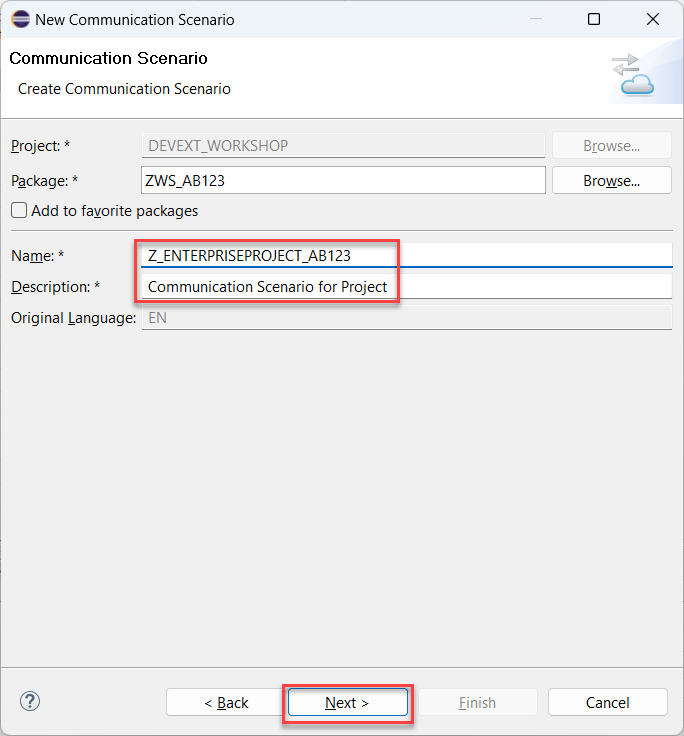 New Communication Scenario
Communication Scenario
Create Communication Scenario
Project: * DEVEXT_WORKSHOP Browse...
Package: * ZWS_AB123 Browse...
Add to favorite packages
Name: * Z_ENTERPRISEPROJECT_AB123
Description: * Communication Scenario for Project
Original Language: EN
? < Back Next > Finish Cancel